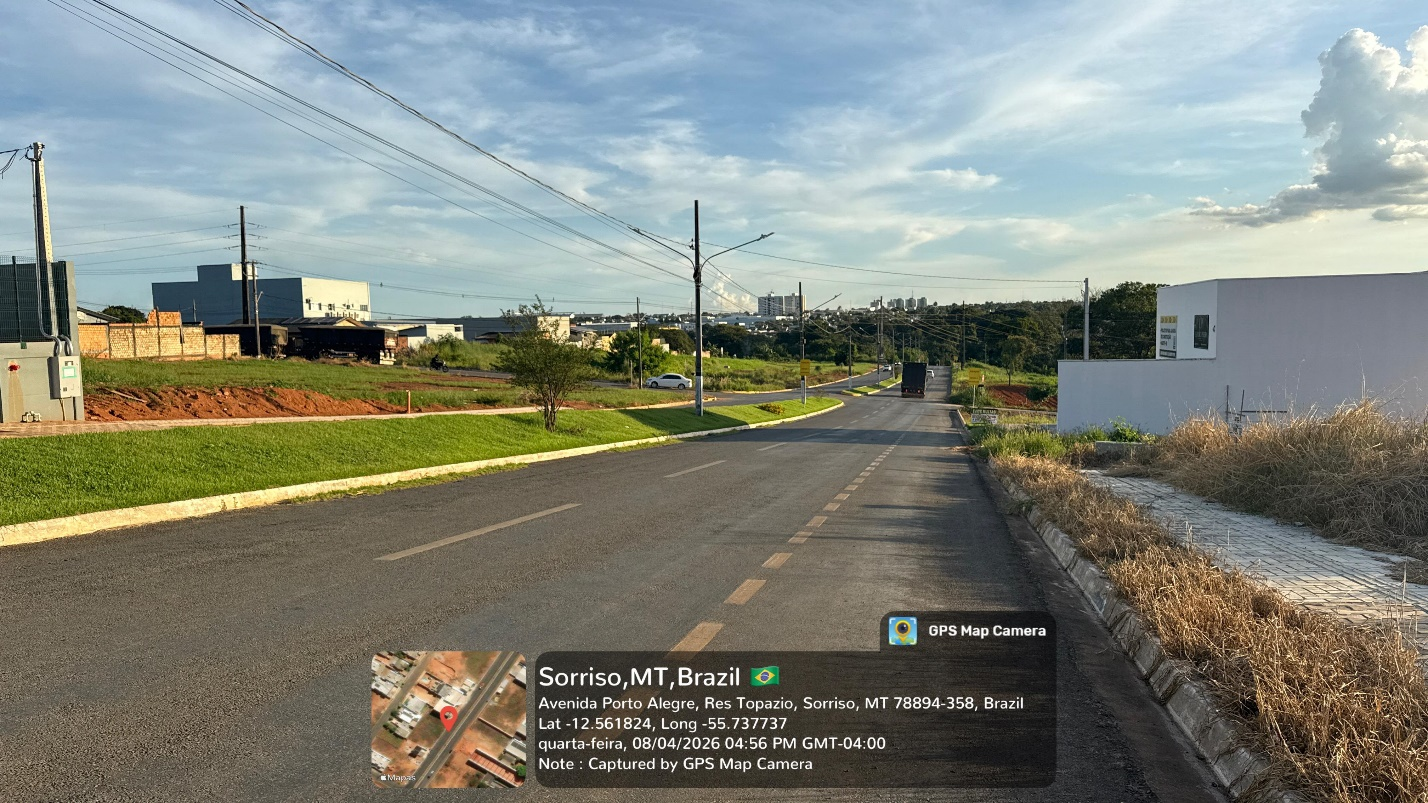 GPS Map Camera
Sorriso,MT,Brazil
Avenida Porto Alegre, Res Topazio, Sorriso, MT 78894-358, Brazil
Lat -12.561824, Long -55.737737
quarta-feira, 08/04/2026 04:56 PM GMT-04:00
Note : Captured by GPS Map Camera
Mapas